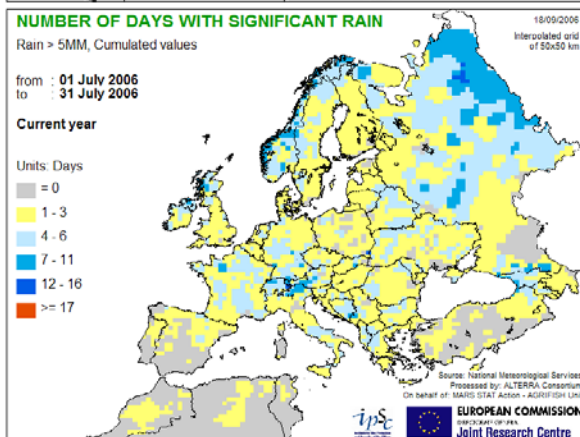 NUMBER OF DAYS WITH SIGNIFICANT RAIN
18/09/2006
Rain > 5MM, Cumulated values
Interpolated grid
of 50x50 km
from : 01 July 2006
to : 31 July 2006
Current year
Units: Days
= 0
1 - 3
4 - 6
7 - 11
12 - 16
>= 17
Source: National Meteorological Services
Processed by: ALTERRA Consortium
On behalf of: MARS STAT Action - AGRIFISH Unit
ipsc
EUROPEAN COMMISSION
DIRECTORATE GENERAL
Joint Research Centre